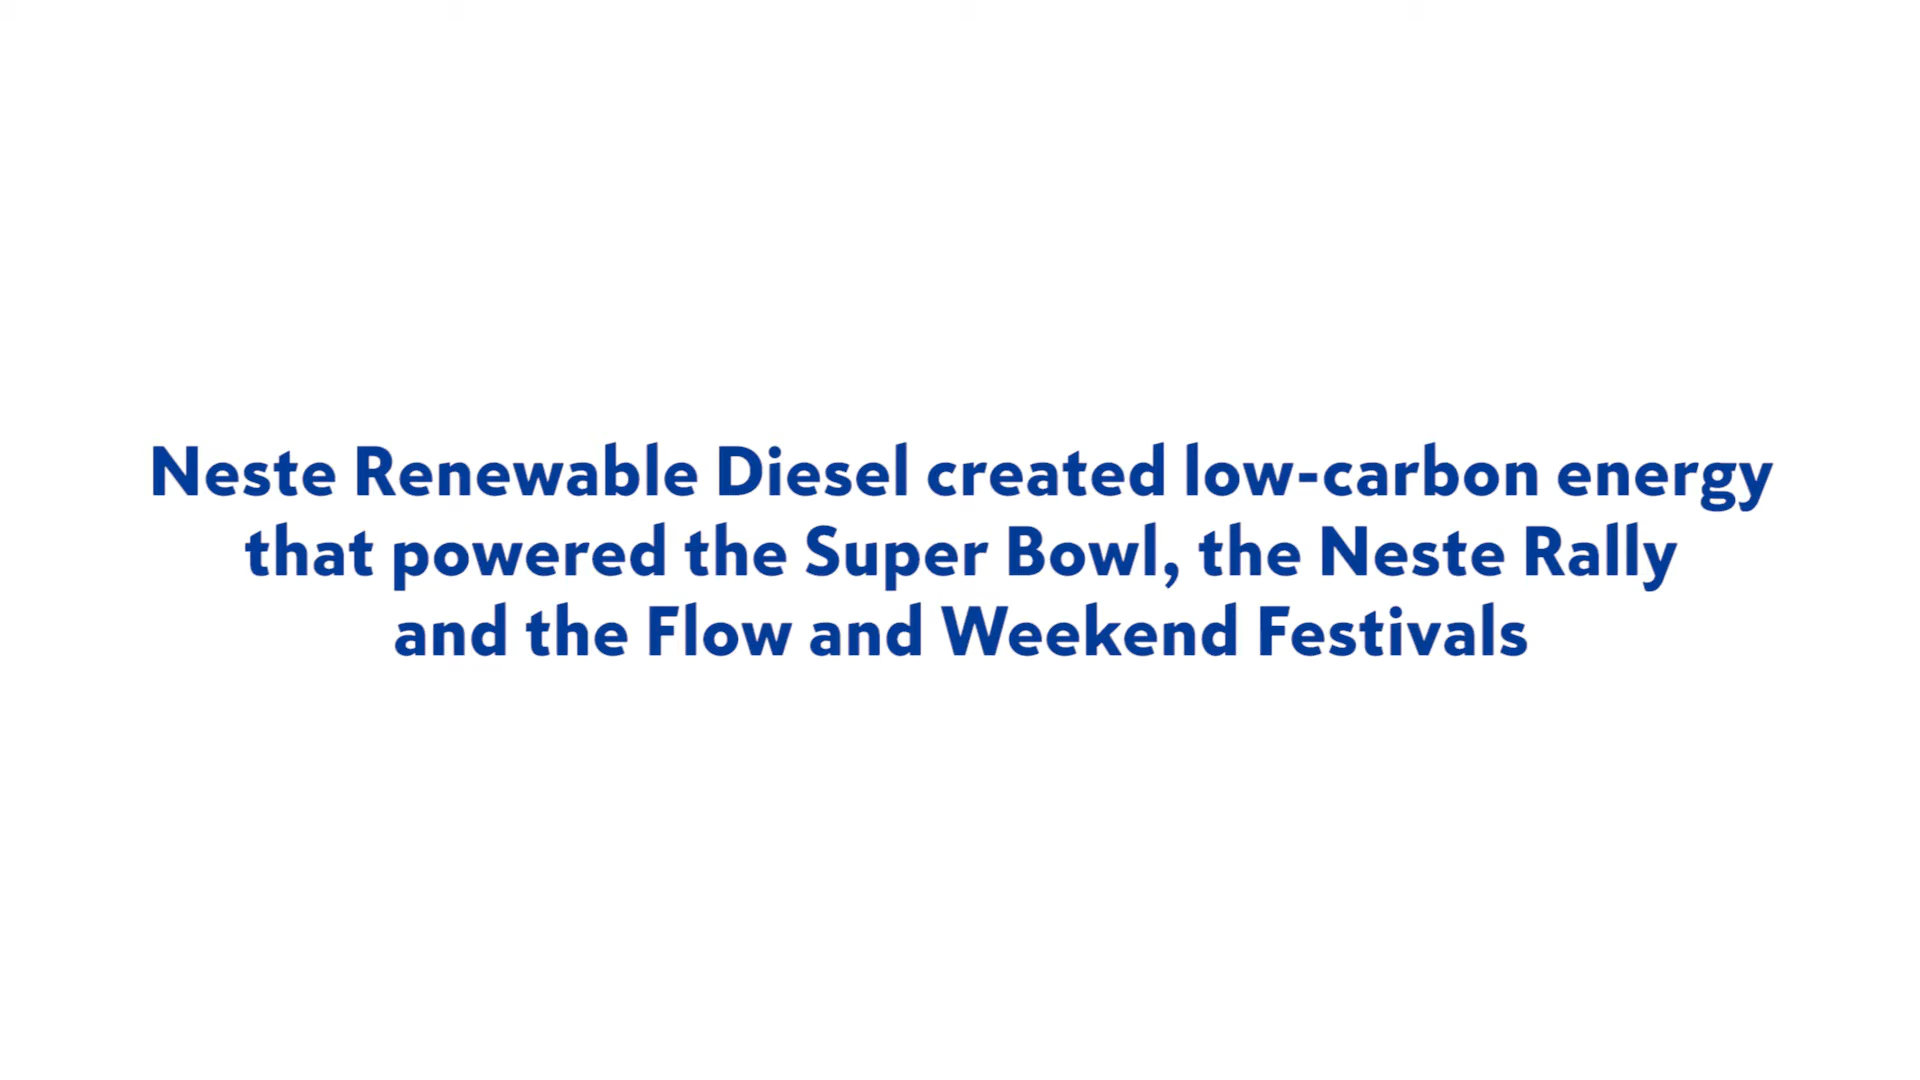 Neste Renewable Diesel created low-carbon energy
that powered the Super Bowl, the Neste Rally
and the Flow and Weekend Festivals